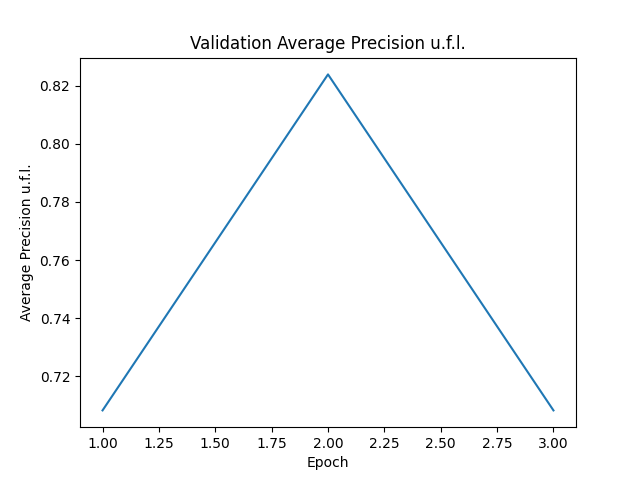 Validation Average Precision u.f.l.
Average Precision u.f.l.
0.82
0.80
0.78
0.76
0.74
0.72
1.00 1.25 1.50 1.75 2.00 2.25 2.50 2.75 3.00
Epoch